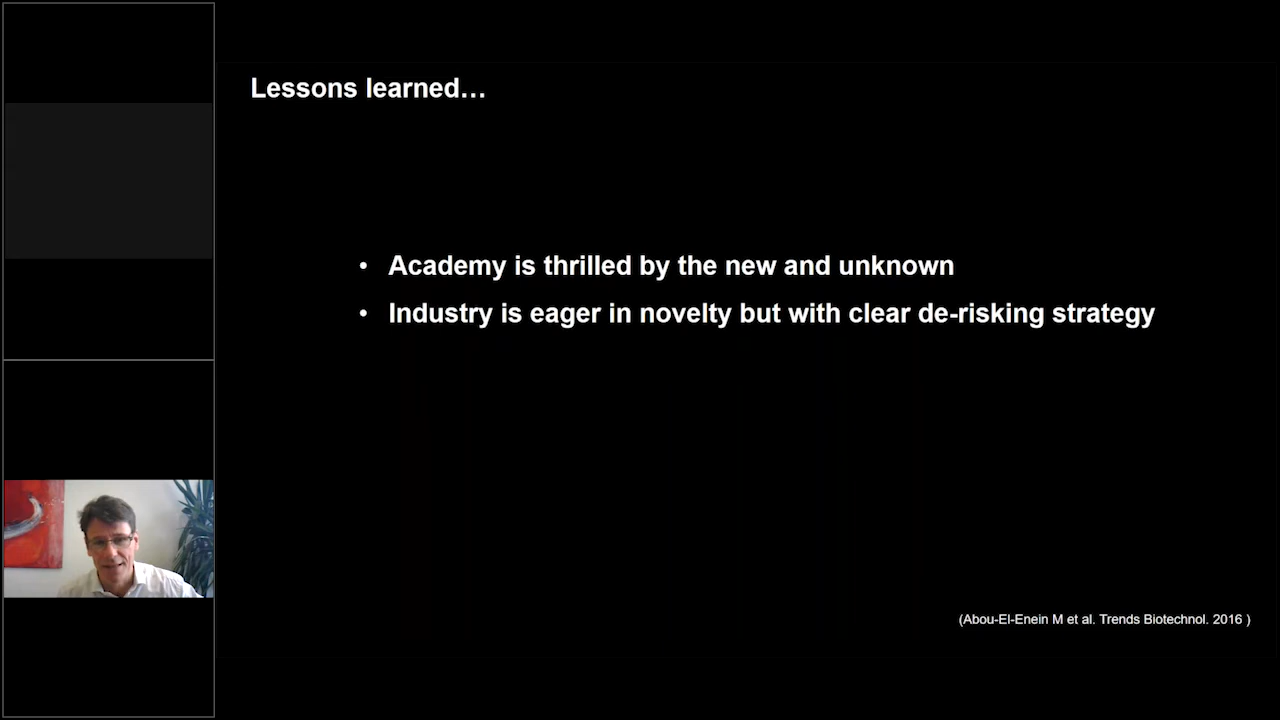 Lessons learned…
• Academy is thrilled by the new and unknown
• Industry is eager in novelty but with clear de-risking strategy
(Abou-El-Enein M et al. Trends Biotechnol. 2016 )